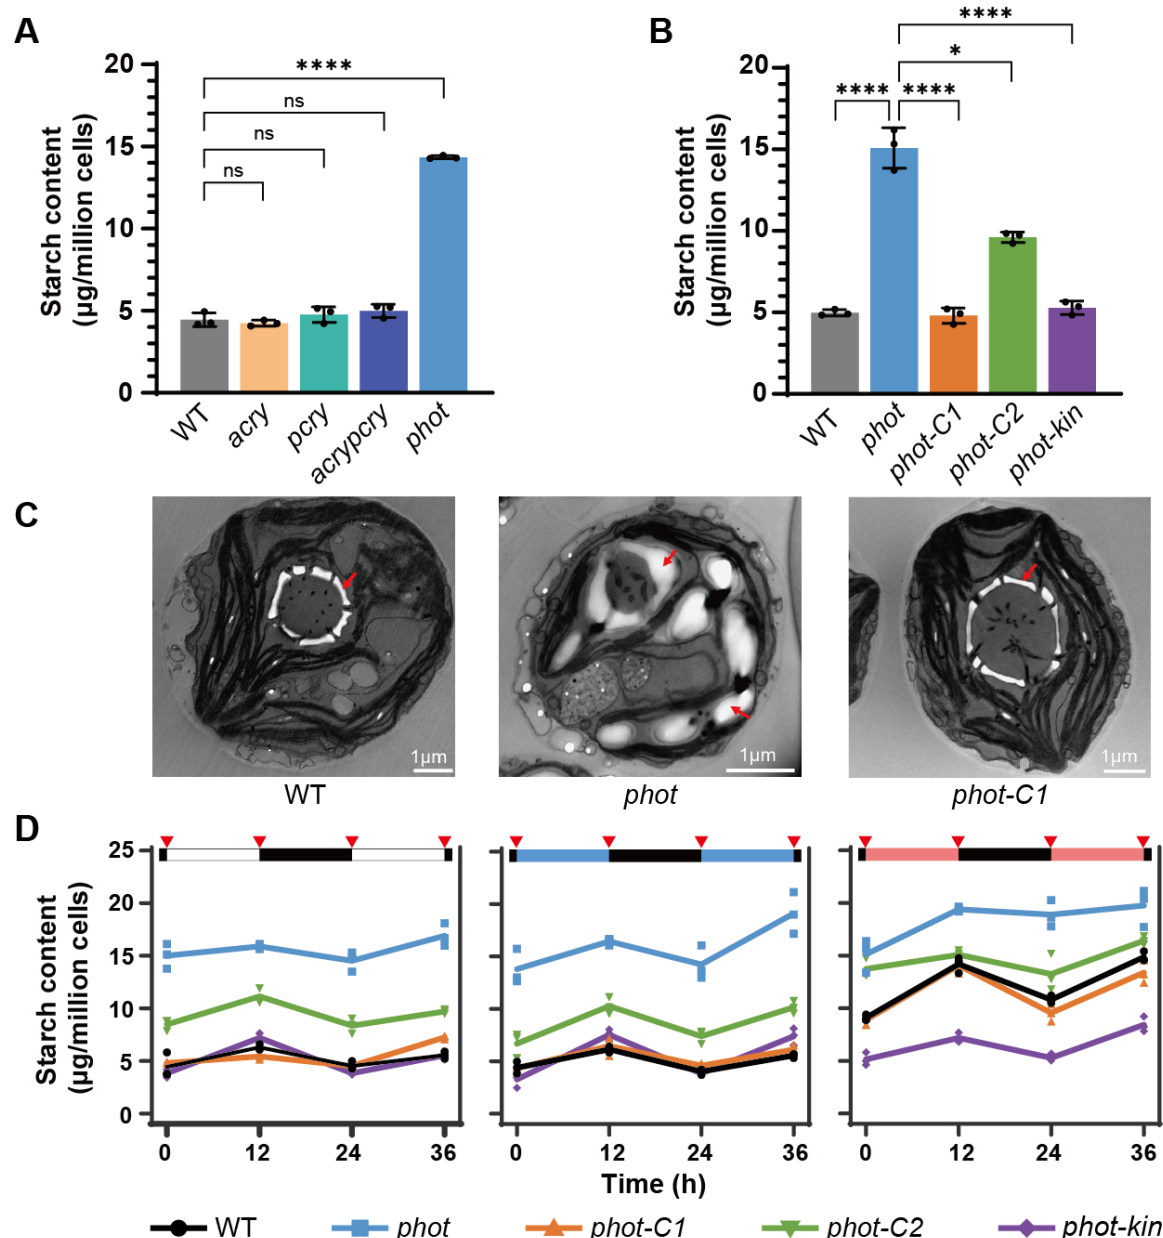 A
20
15
10
5
0
Starch content
(µg/million cells)
****
ns
ns
ns
WT
acry
pcry
acrypcry
phot
B
20
15
10
5
0
Starch content
(µg/million cells)
****
*
**** ****
WT
phot
phot-C1
phot-C2
phot-kin
C
1µm
1µm
1µm
WT
phot
phot-C1
D
25
20
15
10
5
0
Starch content
(µg/million cells)
0 12 24 36
0 12 24 36
0 12 24 36
Time (h)
WT phot phot-C1 phot-C2 phot-kin